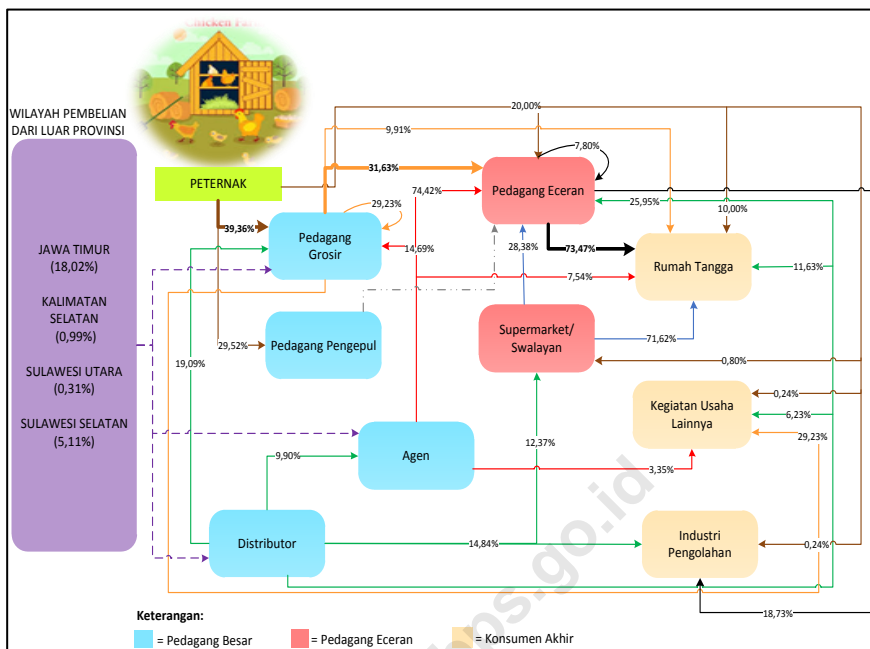 Chicken Farm
WILAYAH PEMBELIAN
DARI LUAR PROVINSI
JAWA TIMUR
(18,02%)
KALIMATAN
SELATAN
(0,99%)
SULAWESI UTARA
(0,31%)
SULAWESI SELATAN
(5,11%)
PETERNAK
20,00%
9,91%
7,80%
31,63%
Pedagang Eceran
74,42%
25,95%
39,36%
29,23%
Pedagang
Grosir
14,69%
28,38%
73,47%
10,00%
Rumah Tangga
11,63%
7,54%
29,52%
Pedagang Pengepul
19,09%
Supermarket/
Swalayan
71,62%
0,80%
0,24%
Kegiatan Usaha
Lainnya
6,23%
29,23%
Agen
9,90%
12,37%
3,35%
Distributor
14,84%
Industri
Pengolahan
0,24%
18,73%
bps.go.id
Keterangan:
= Pedagang Besar
= Pedagang Eceran
= Konsumen Akhir